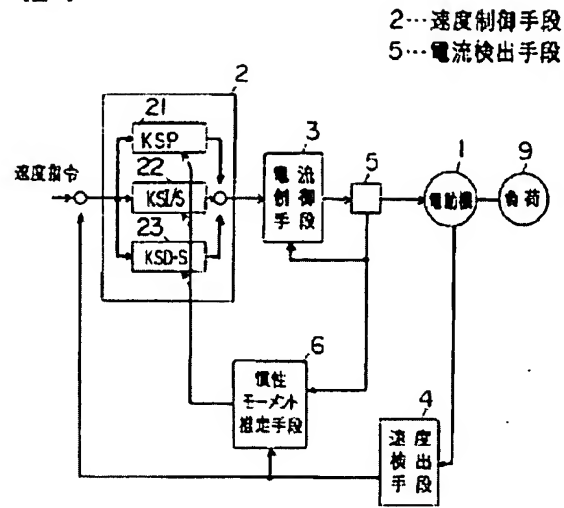 2…速度制御手段
5…電流検出手段
2
21
KSP
速度指令
22
KSI/S
23
KSD·S
3
電流
制御
手段
5
1
電動機
9
負荷
6
慣性
モーメント
推定手段
4
速度
検出
手段